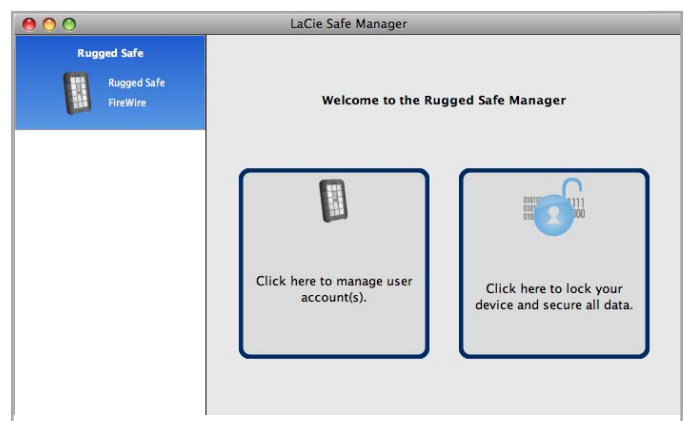 LaCie Safe Manager
Rugged Safe
Rugged Safe
FireWire
Welcome to the Rugged Safe Manager
Click here to manage user
account(s).
Click here to lock your
device and secure all data.